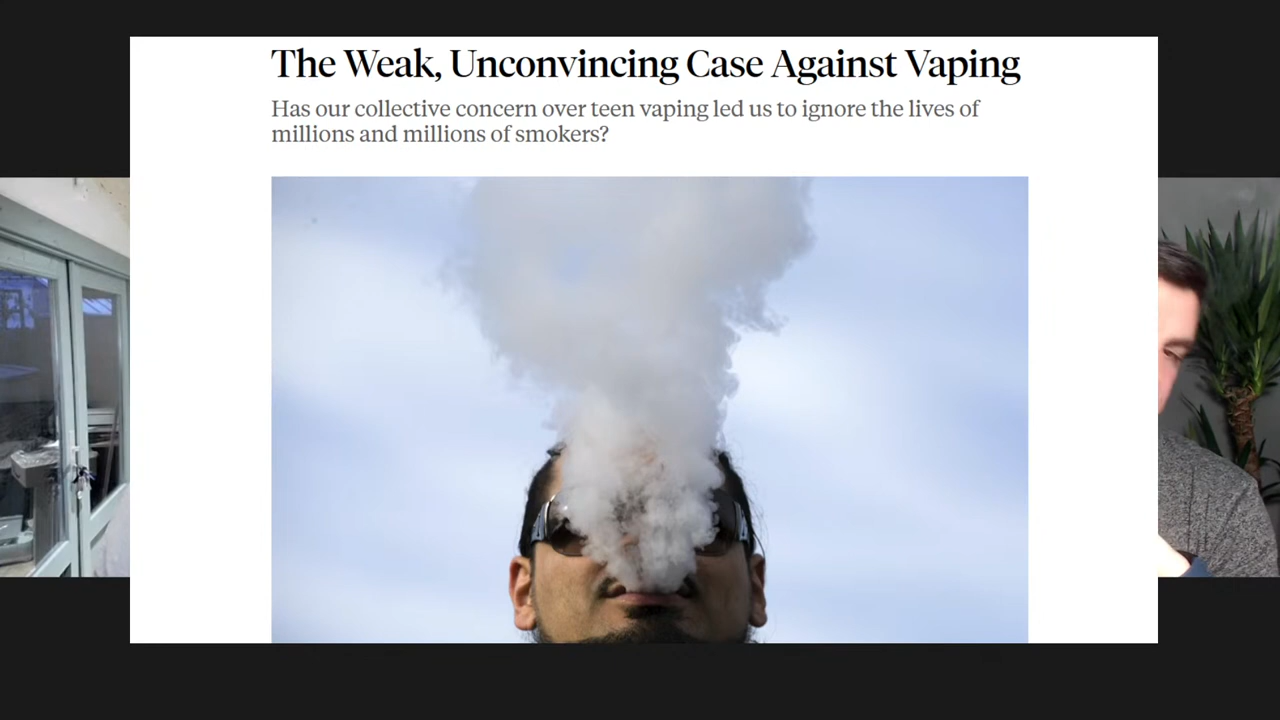 The Weak, Unconvincing Case Against Vaping
Has our collective concern over teen vaping led us to ignore the lives of
millions and millions of smokers?